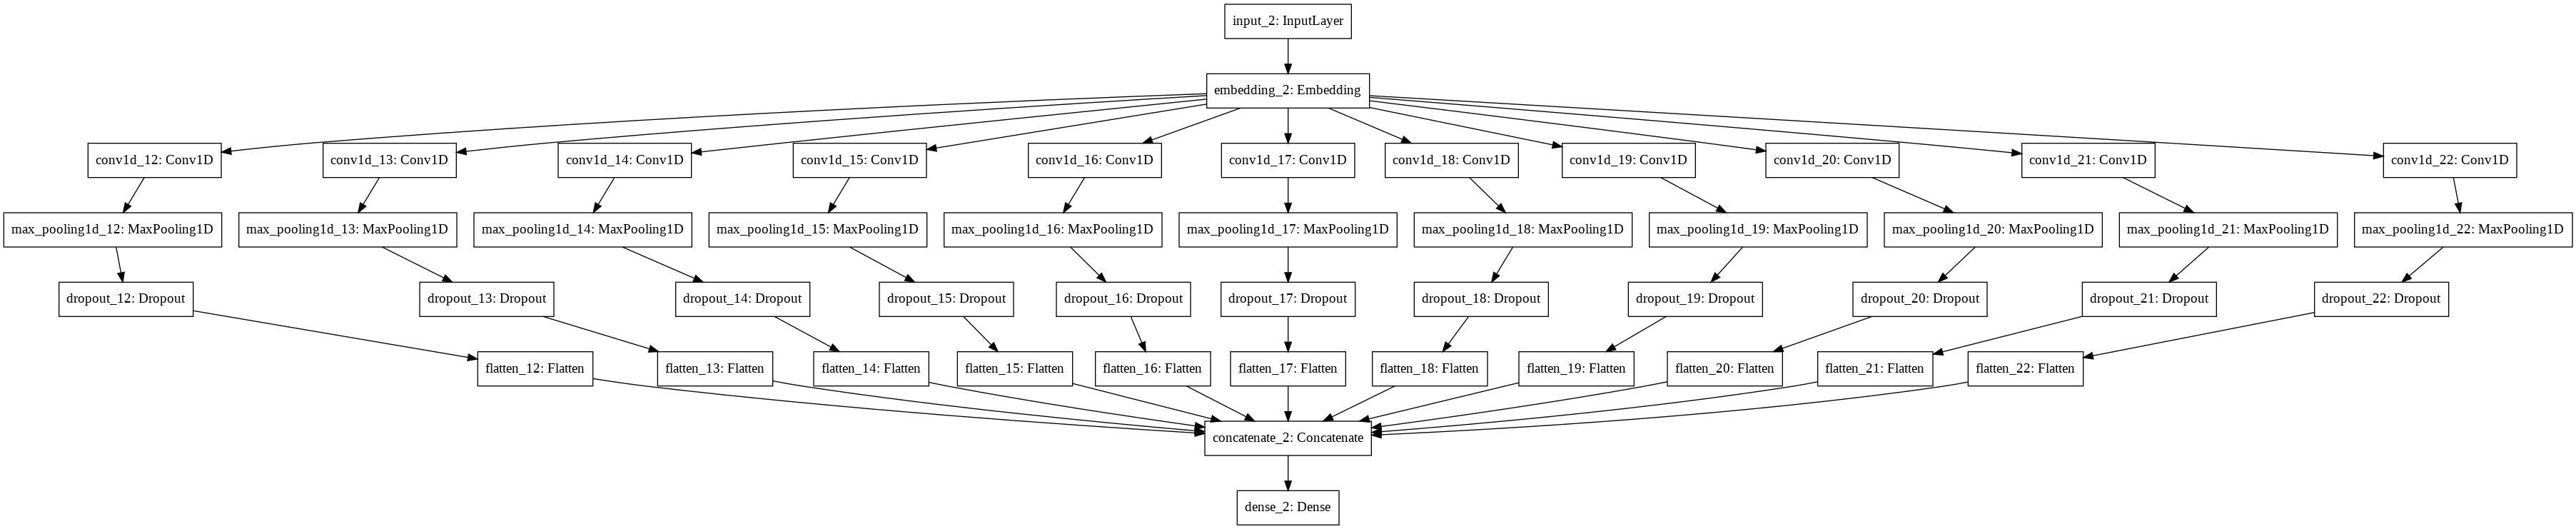 input_2: InputLayer
embedding_2: Embedding
conv1d_12: Conv1D
conv1d_13: Conv1D
conv1d_14: Conv1D
conv1d_15: Conv1D
conv1d_16: Conv1D
conv1d_17: Conv1D
conv1d_18: Conv1D
conv1d_19: Conv1D
conv1d_20: Conv1D
conv1d_21: Conv1D
conv1d_22: Conv1D
max_pooling1d_12: MaxPooling1D
max_pooling1d_13: MaxPooling1D
max_pooling1d_14: MaxPooling1D
max_pooling1d_15: MaxPooling1D
max_pooling1d_16: MaxPooling1D
max_pooling1d_17: MaxPooling1D
max_pooling1d_18: MaxPooling1D
max_pooling1d_19: MaxPooling1D
max_pooling1d_20: MaxPooling1D
max_pooling1d_21: MaxPooling1D
max_pooling1d_22: MaxPooling1D
dropout_12: Dropout
dropout_13: Dropout
dropout_14: Dropout
dropout_15: Dropout
dropout_16: Dropout
dropout_17: Dropout
dropout_18: Dropout
dropout_19: Dropout
dropout_20: Dropout
dropout_21: Dropout
dropout_22: Dropout
flatten_12: Flatten
flatten_13: Flatten
flatten_14: Flatten
flatten_15: Flatten
flatten_16: Flatten
flatten_17: Flatten
flatten_18: Flatten
flatten_19: Flatten
flatten_20: Flatten
flatten_21: Flatten
flatten_22: Flatten
concatenate_2: Concatenate
dense_2: Dense